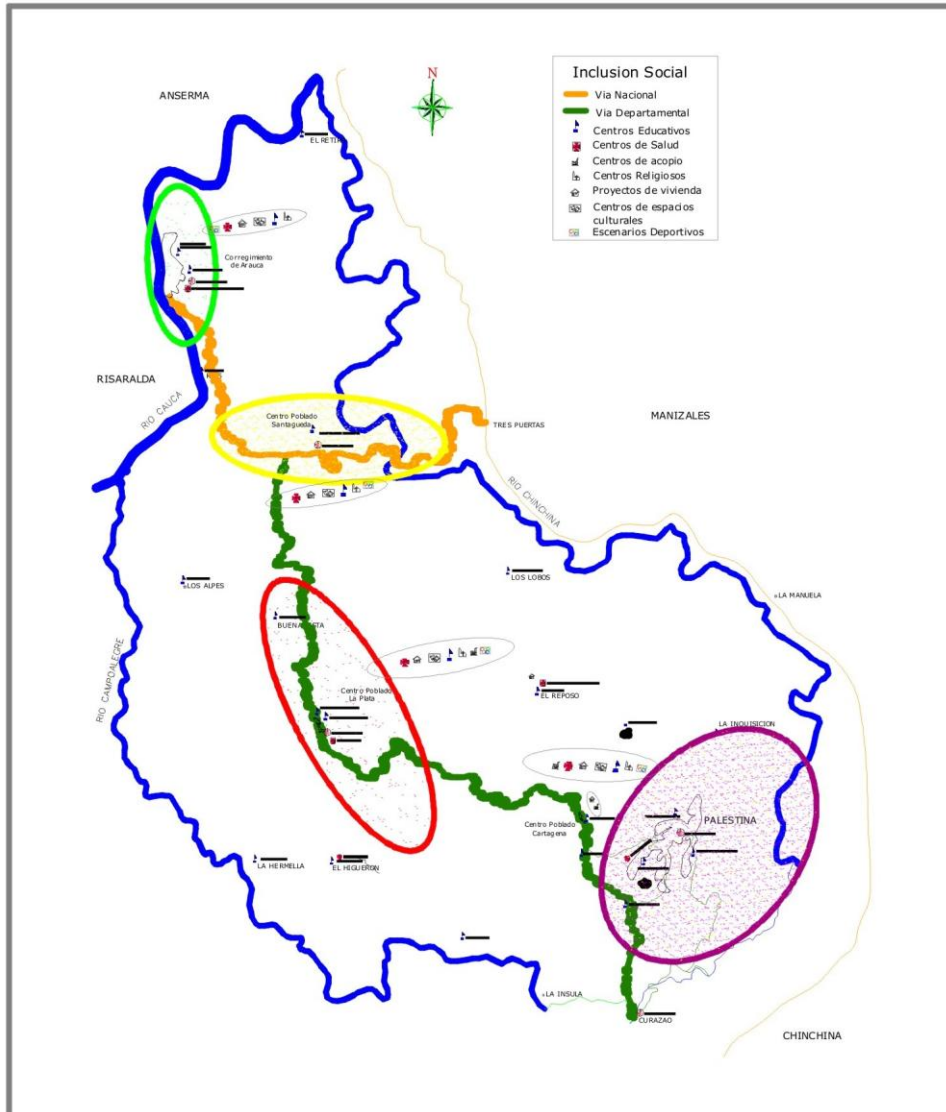 ANSERMA
N
Inclusion Social
Via Nacional
Via Departamental
Centros Educativos
Centros de Salud
Centros de acopio
Centros Religiosos
Proyectos de vivienda
Centros de espacios
culturales
Escenarios Deportivos
EL RETIR
Corregimiento
de Arauca
RISARALDA
RIO CAUCA
Centro Poblado
Santagueda
TRES PUERTAS
MANIZALES
RIO CHINCHINA
LOS ALPES
LOS LOBOS
LA MANUELA
BUENA ISTA
RIO CAMPOALEGRE
Centro Poblado
La Plata
EL REPOSO
LA INQUISICION
PALESTINA
Centro Poblado
Cartagena
LA HERMELLA
EL HIGUERON
LA INSULA
CURAZAO
CHINCHINA